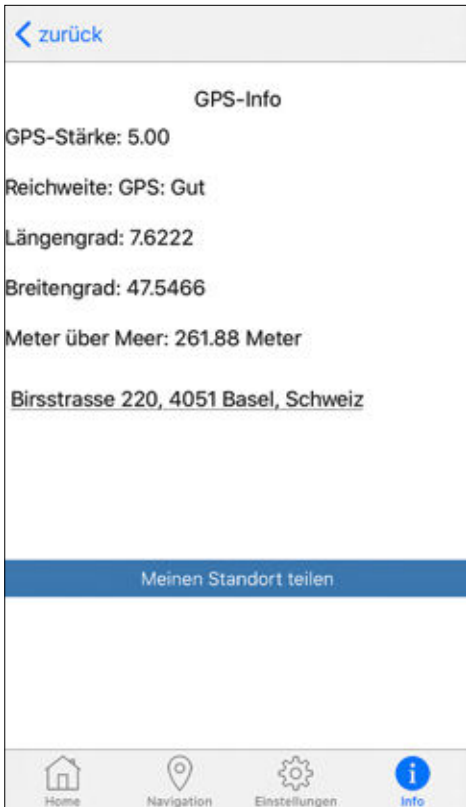 zurück
GPS-Info
GPS-Stärke: 5.00
Reichweite: GPS: Gut
Längengrad: 7.6222
Breitengrad: 47.5466
Meter über Meer: 261.88 Meter
Birsstrasse 220, 4051 Basel, Schweiz
Meinen Standort teilen
Home Navigation Einstellungen Info